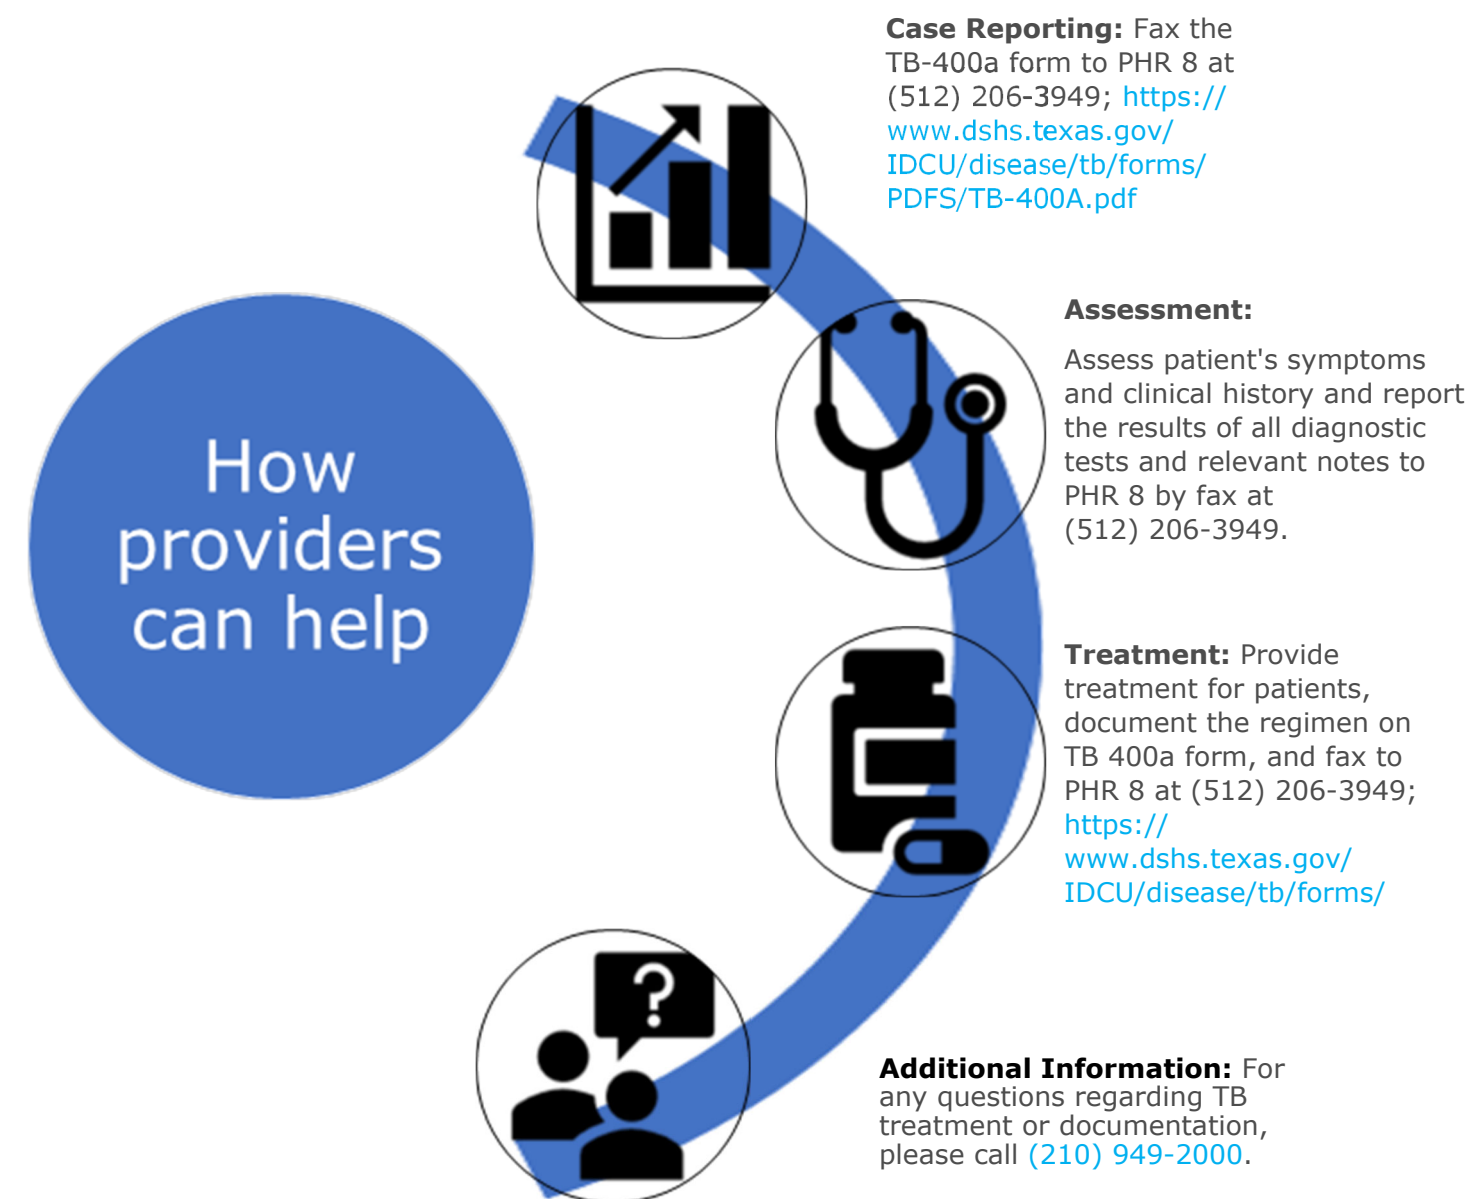 How
providers
can help
Case Reporting: Fax the
TB-400a form to PHR 8 at
(512) 206-3949; https://
www.dshs.texas.gov/
IDCU/disease/tb/forms/
PDFS/TB-400A.pdf
Assessment:
Assess patient's symptoms
and clinical history and report
the results of all diagnostic
tests and relevant notes to
PHR 8 by fax at
(512) 206-3949.
Treatment: Provide
treatment for patients,
document the regimen on
TB 400a form, and fax to
PHR 8 at (512) 206-3949;
https://
www.dshs.texas.gov/
IDCU/disease/tb/forms/
?
Additional Information: For
any questions regarding TB
treatment or documentation,
please call (210) 949-2000.